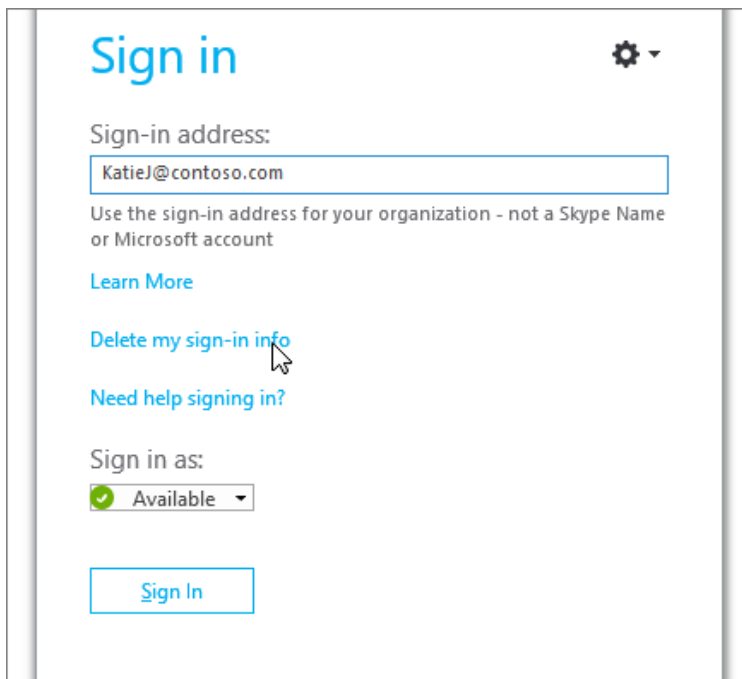 Sign in
Sign-in address:
KatieJ@contoso.com
Use the sign-in address for your organization - not a Skype Name
or Microsoft account
Learn More
Delete my sign-in info
Need help signing in?
Sign in as:
Available
Sign In